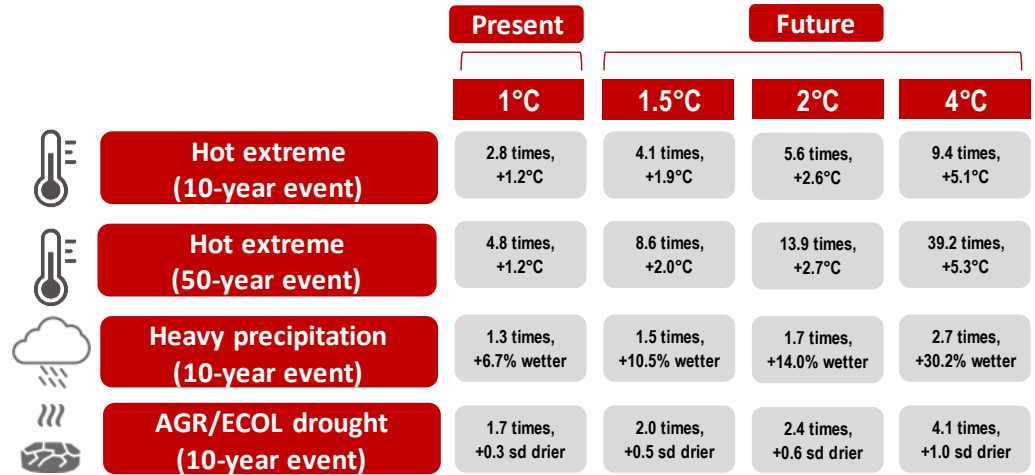 Present
Future
1°C
1.5°C
2°C
4°C
Hot extreme
(10-year event)
2.8 times,
+1.2°C
4.1 times,
+1.9°C
5.6 times,
+2.6°C
9.4 times,
+5.1°C
Hot extreme
(50-year event)
4.8 times,
+1.2°C
8.6 times,
+2.0°C
13.9 times,
+2.7°C
39.2 times,
+5.3°C
Heavy precipitation
(10-year event)
1.3 times,
+6.7% wetter
1.5 times,
+10.5% wetter
1.7 times,
+14.0% wetter
2.7 times,
+30.2% wetter
AGR/ECOL drought
(10-year event)
1.7 times,
+0.3 sd drier
2.0 times,
+0.5 sd drier
2.4 times,
+0.6 sd drier
4.1 times,
+1.0 sd drier